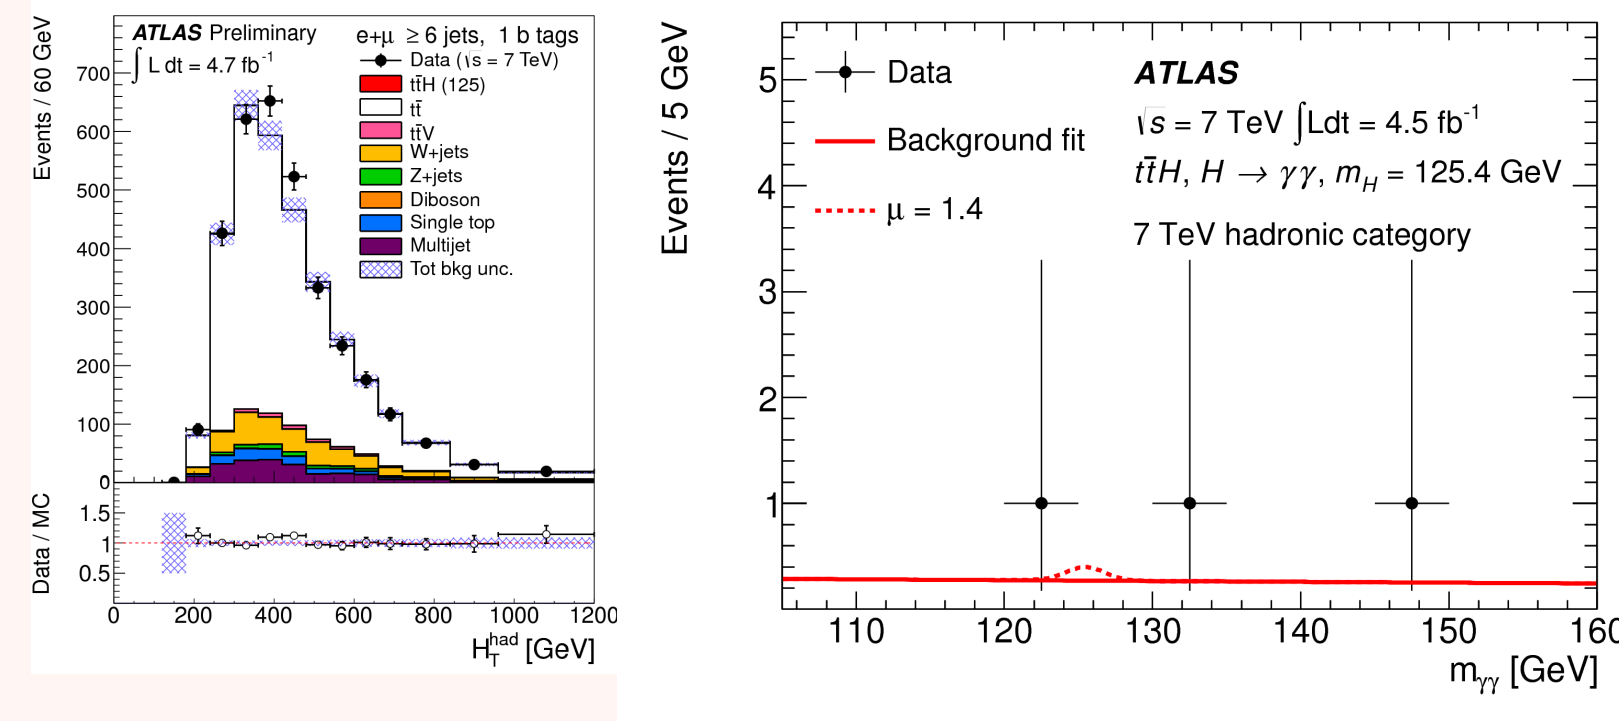 ATLAS Preliminary
∫ L dt = 4.7 fb⁻¹
e+μ ≥ 6 jets, 1 b tags
Data (√s = 7 TeV)
tt̄H (125)
tt̄
tt̄V
W+jets
Z+jets
Diboson
Single top
Multijet
Tot bkg unc.
Events / 60 GeV
700
600
500
400
300
200
100
0
Data / MC
1.5
1
0.5
0 200 400 600 800 1000 1200
H_T^had [GeV]
Events / 5 GeV
5
4
3
2
1
Data
Background fit
μ = 1.4
ATLAS
√s = 7 TeV ∫Ldt = 4.5 fb⁻¹
tt̄H, H → γγ, m_H = 125.4 GeV
7 TeV hadronic category
110 120 130 140 150 160
m_γγ [GeV]